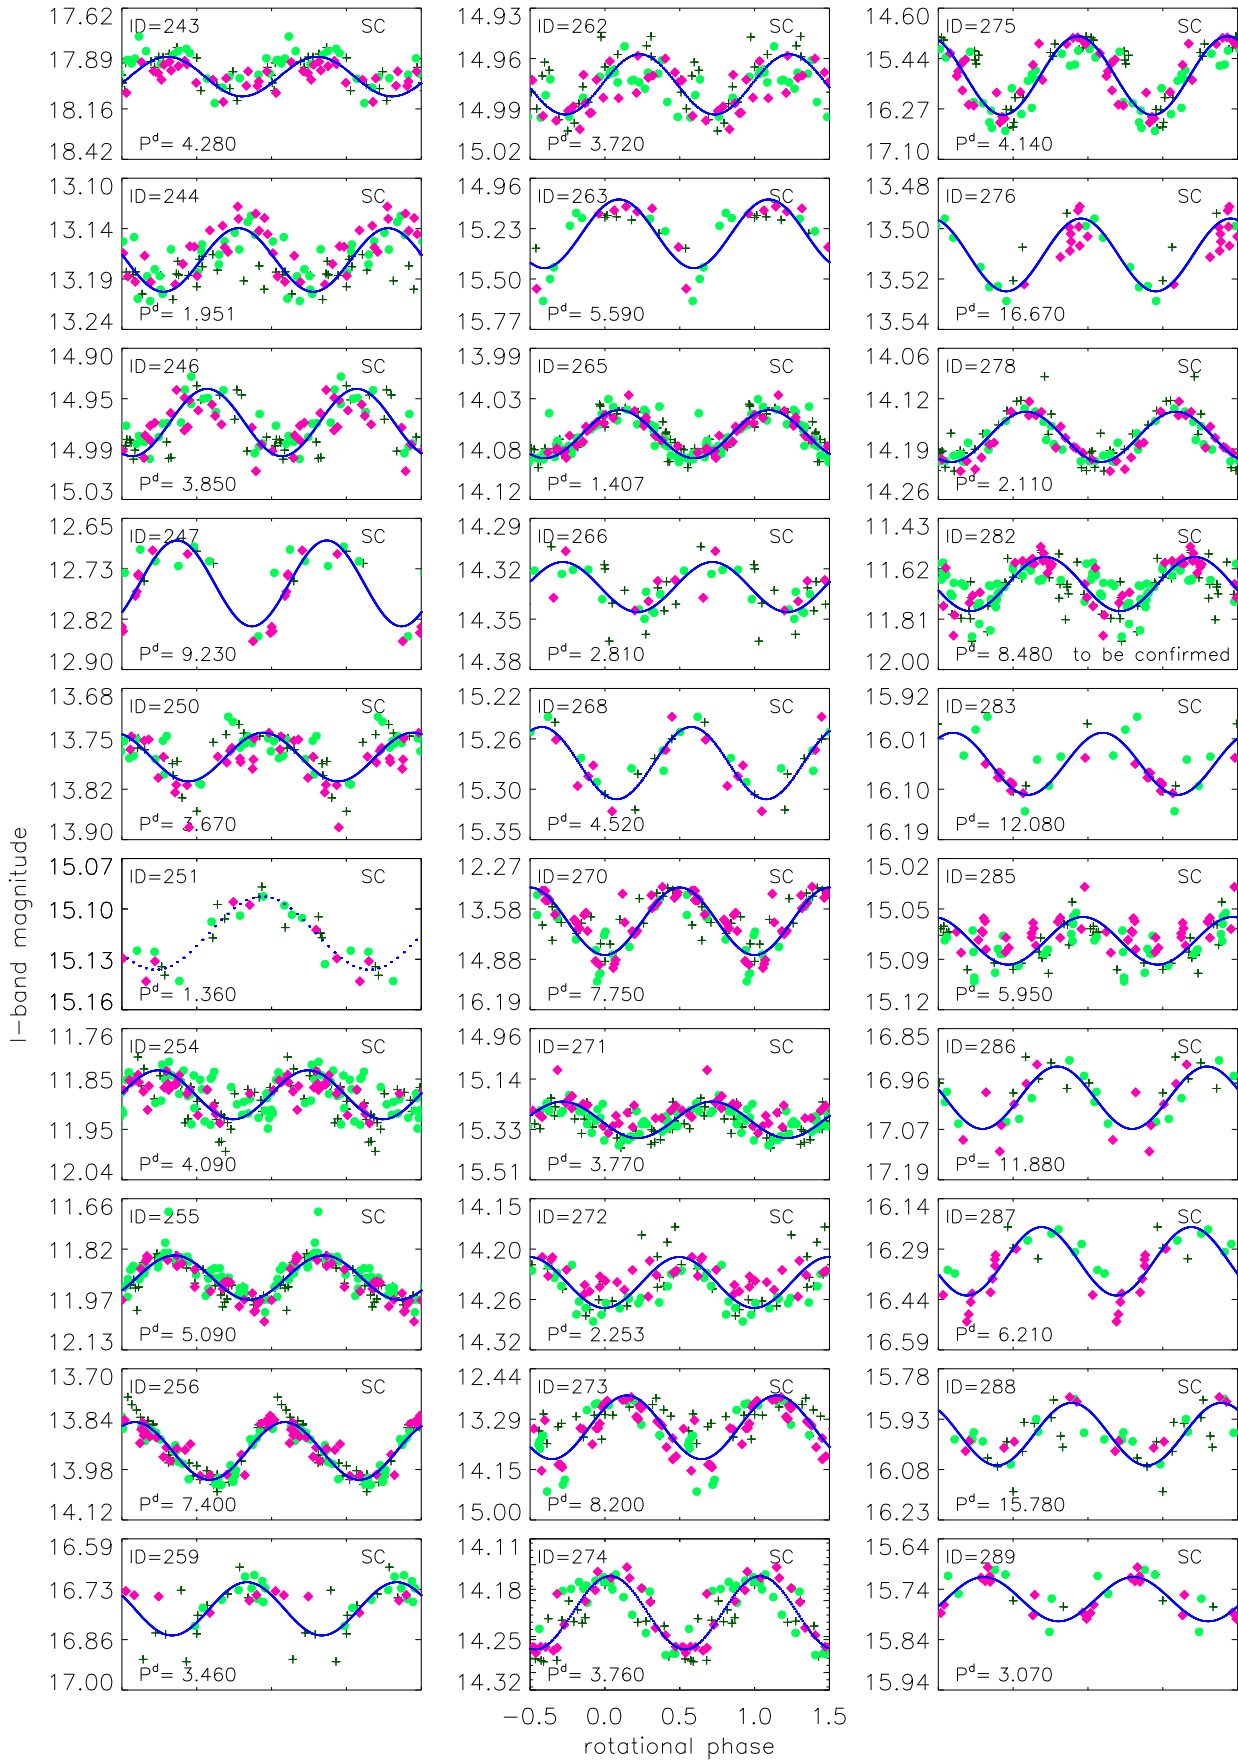 17.62
17.89
18.16
18.42
ID=243 SC
Pd= 4.280
14.93
14.96
14.99
15.02
ID=262 SC
Pd= 3.720
14.60
15.44
16.27
17.10
ID=275 SC
Pd= 4.140
13.10
13.14
13.19
13.24
ID=244 SC
Pd= 1.951
14.96
15.23
15.50
15.77
ID=263 SC
Pd= 5.590
13.48
13.50
13.52
13.54
ID=276 SC
Pd= 16.670
14.90
14.95
14.99
15.03
ID=246 SC
Pd= 3.850
13.99
14.03
14.08
14.12
ID=265 SC
Pd= 1.407
14.06
14.12
14.19
14.26
ID=278 SC
Pd= 2.110
12.65
12.73
12.82
12.90
ID=247 SC
Pd= 9.230
14.29
14.32
14.35
14.38
ID=266 SC
Pd= 2.810
11.43
11.62
11.81
12.00
ID=282 SC
Pd= 8.480 to be confirmed
13.68
13.75
13.82
13.90
ID=250 SC
Pd= 3.670
15.22
15.26
15.30
15.35
ID=268 SC
Pd= 4.520
15.92
16.01
16.10
16.19
ID=283 SC
Pd= 12.080
15.07
15.10
15.13
15.16
ID=251 SC
Pd= 1.360
12.27
13.58
14.88
16.19
ID=270 SC
Pd= 7.750
15.02
15.05
15.09
15.12
ID=285 SC
Pd= 5.950
11.76
11.85
11.95
12.04
ID=254 SC
Pd= 4.090
14.96
15.14
15.33
15.51
ID=271 SC
Pd= 3.770
16.85
16.96
17.07
17.19
ID=286 SC
Pd= 11.880
11.66
11.82
11.97
12.13
ID=255 SC
Pd= 5.090
14.15
14.20
14.26
14.32
ID=272 SC
Pd= 2.253
16.14
16.29
16.44
16.59
ID=287 SC
Pd= 6.210
13.70
13.84
13.98
14.12
ID=256 SC
Pd= 7.400
12.44
13.29
14.15
15.00
ID=273 SC
Pd= 8.200
15.78
15.93
16.08
16.23
ID=288 SC
Pd= 15.780
16.59
16.73
16.86
17.00
ID=259 SC
Pd= 3.460
14.11
14.18
14.25
14.32
ID=274 SC
Pd= 3.760
15.64
15.74
15.84
15.94
ID=289 SC
Pd= 3.070
I-band magnitude
-0.5 0.0 0.5 1.0 1.5
rotational phase